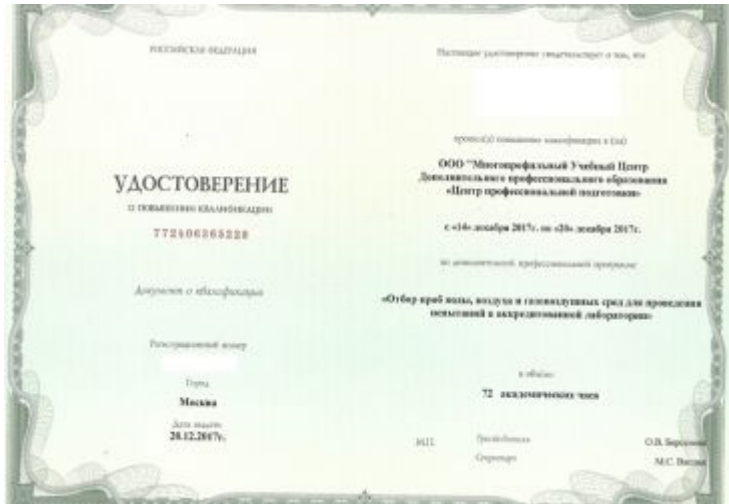 РОССИЙСКАЯ ФЕДЕРАЦИЯ
УДОСТОВЕРЕНИЕ
О ПОВЫШЕНИИ КВАЛИФИКАЦИИ
772406365228
Документ о квалификации
Регистрационный номер
Город
Москва
Дата выдачи
20.12.2017г.
Настоящее удостоверение свидетельствует о том, что
прошел(а) повышение квалификации в (на)
ООО "Многопрофильный Учебный Центр
Дополнительного профессионального образования
«Центр профессиональной подготовки»
с «14» декабря 2017г. по «20» декабря 2017г.
по дополнительной профессиональной программе
«Отбор проб воды, воздуха и газовоздушных сред для проведения
испытаний в аккредитованной лаборатории»
в объёме
72 академических часа
М.П.
Руководитель
О.В.
Секретарь
М.С.